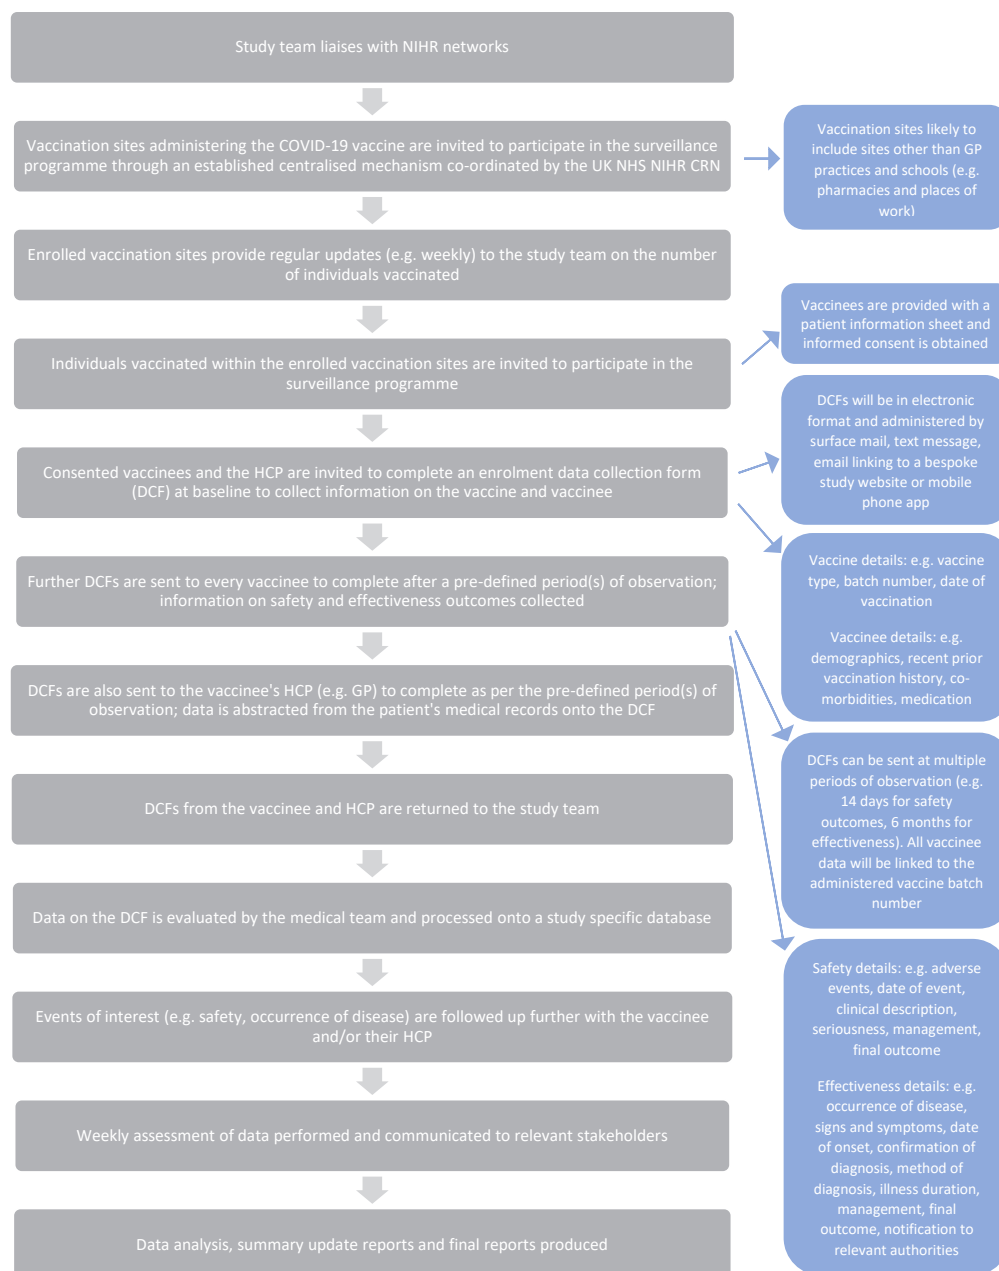 Study team liaises with NIHR networks
Vaccination sites administering the COVID-19 vaccine are invited to participate in the surveillance
programme through an established centralised mechanism co-ordinated by the UK NHS NIHR CRN
Vaccination sites likely to
include sites other than GP
practices and schools (e.g.
pharmacies and places of
work)
Enrolled vaccination sites provide regular updates (e.g. weekly) to the study team on the number
of individuals vaccinated
Individuals vaccinated within the enrolled vaccination sites are invited to participate in the
surveillance programme
Vaccinees are provided with a
patient information sheet and
informed consent is obtained
Consented vaccinees and the HCP are invited to complete an enrolment data collection form
(DCF) at baseline to collect information on the vaccine and vaccinee
DCFs will be in electronic
format and administered by
surface mail, text message,
email linking to a bespoke
study website or mobile
phone app
Vaccine details: e.g. vaccine
type, batch number, date of
vaccination
Vaccinee details: e.g.
demographics, recent prior
vaccination history, co-
morbidities, medication
Further DCFs are sent to every vaccinee to complete after a pre-defined period(s) of observation;
information on safety and effectiveness outcomes collected
DCFs can be sent at multiple
periods of observation (e.g.
14 days for safety
outcomes, 6 months for
effectiveness). All vaccinee
data will be linked to the
administered vaccine batch
number
Safety details: e.g. adverse
events, date of event,
clinical description,
seriousness, management,
final outcome
Effectiveness details: e.g.
occurrence of disease,
signs and symptoms, date
of onset, confirmation of
diagnosis, method of
diagnosis, illness duration,
management, final
outcome, notification to
relevant authorities
DCFs are also sent to the vaccinee's HCP (e.g. GP) to complete as per the pre-defined period(s) of
observation; data is abstracted from the patient's medical records onto the DCF
DCFs from the vaccinee and HCP are returned to the study team
Data on the DCF is evaluated by the medical team and processed onto a study specific database
Events of interest (e.g. safety, occurrence of disease) are followed up further with the vaccinee
and/or their HCP
Weekly assessment of data performed and communicated to relevant stakeholders
Data analysis, summary update reports and final reports produced